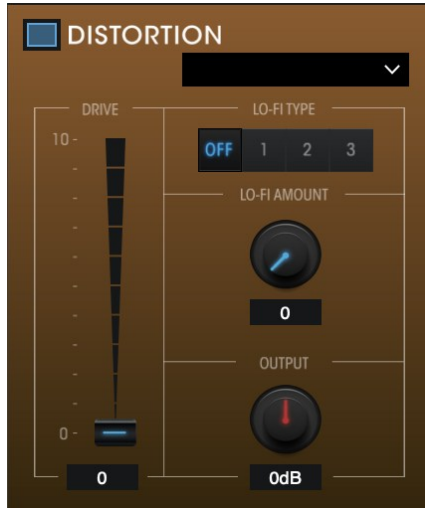 DISTORTION
DRIVE
10
0
0
LO-FI TYPE
OFF 1 2 3
LO-FI AMOUNT
0
OUTPUT
0dB